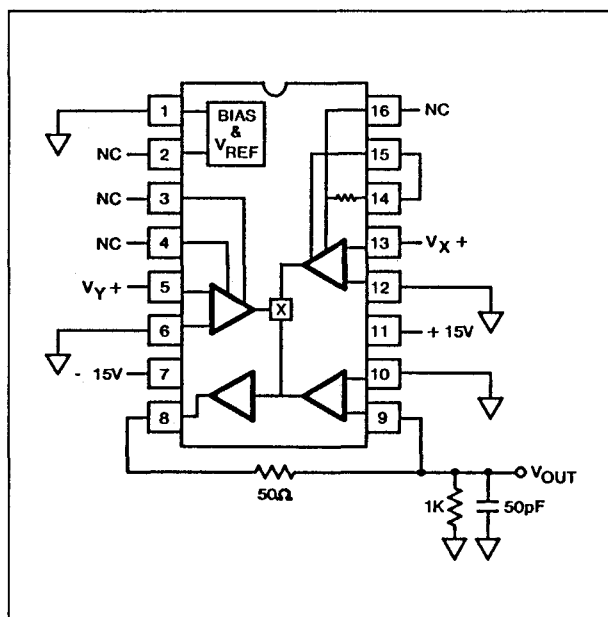 1
BIAS
&
V REF
16
NC
NC
2
15
NC
3
14
NC
4
13
VX +
VY +
5
12
6
11
+ 15V
- 15V
7
10
8
9
X
50Ω
VOUT
1K
50pF